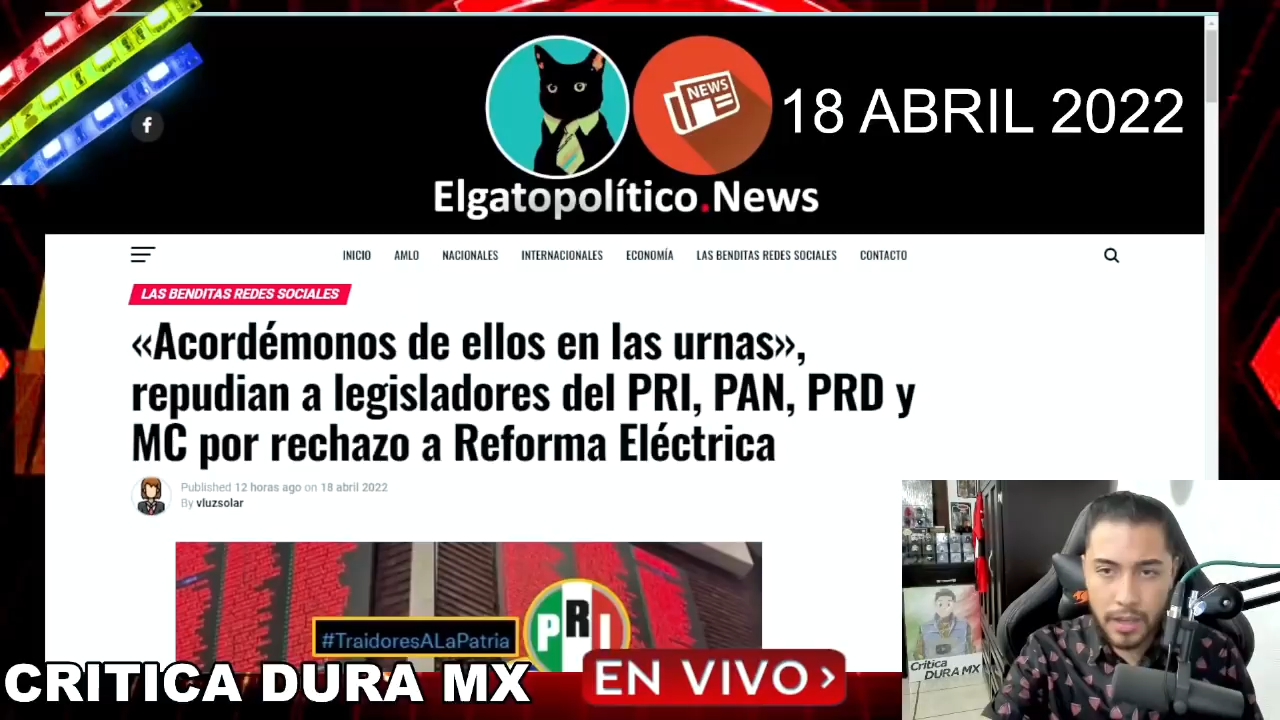 NEWS
18 ABRIL 2022
Elgatopolítico.News
INICIO AMLO NACIONALES INTERNACIONALES ECONOMÍA LAS BENDITAS REDES SOCIALES CONTACTO
LAS BENDITAS REDES SOCIALES
«Acordémonos de ellos en las urnas»,
repudian a legisladores del PRI, PAN, PRD y
MC por rechazo a Reforma Eléctrica
Published 12 horas ago on 18 abril 2022
By vluzsolar
#TraidoresALaPatria
PRI
CRITICA DURA MX
EN VIVO
Critica
DURA MX